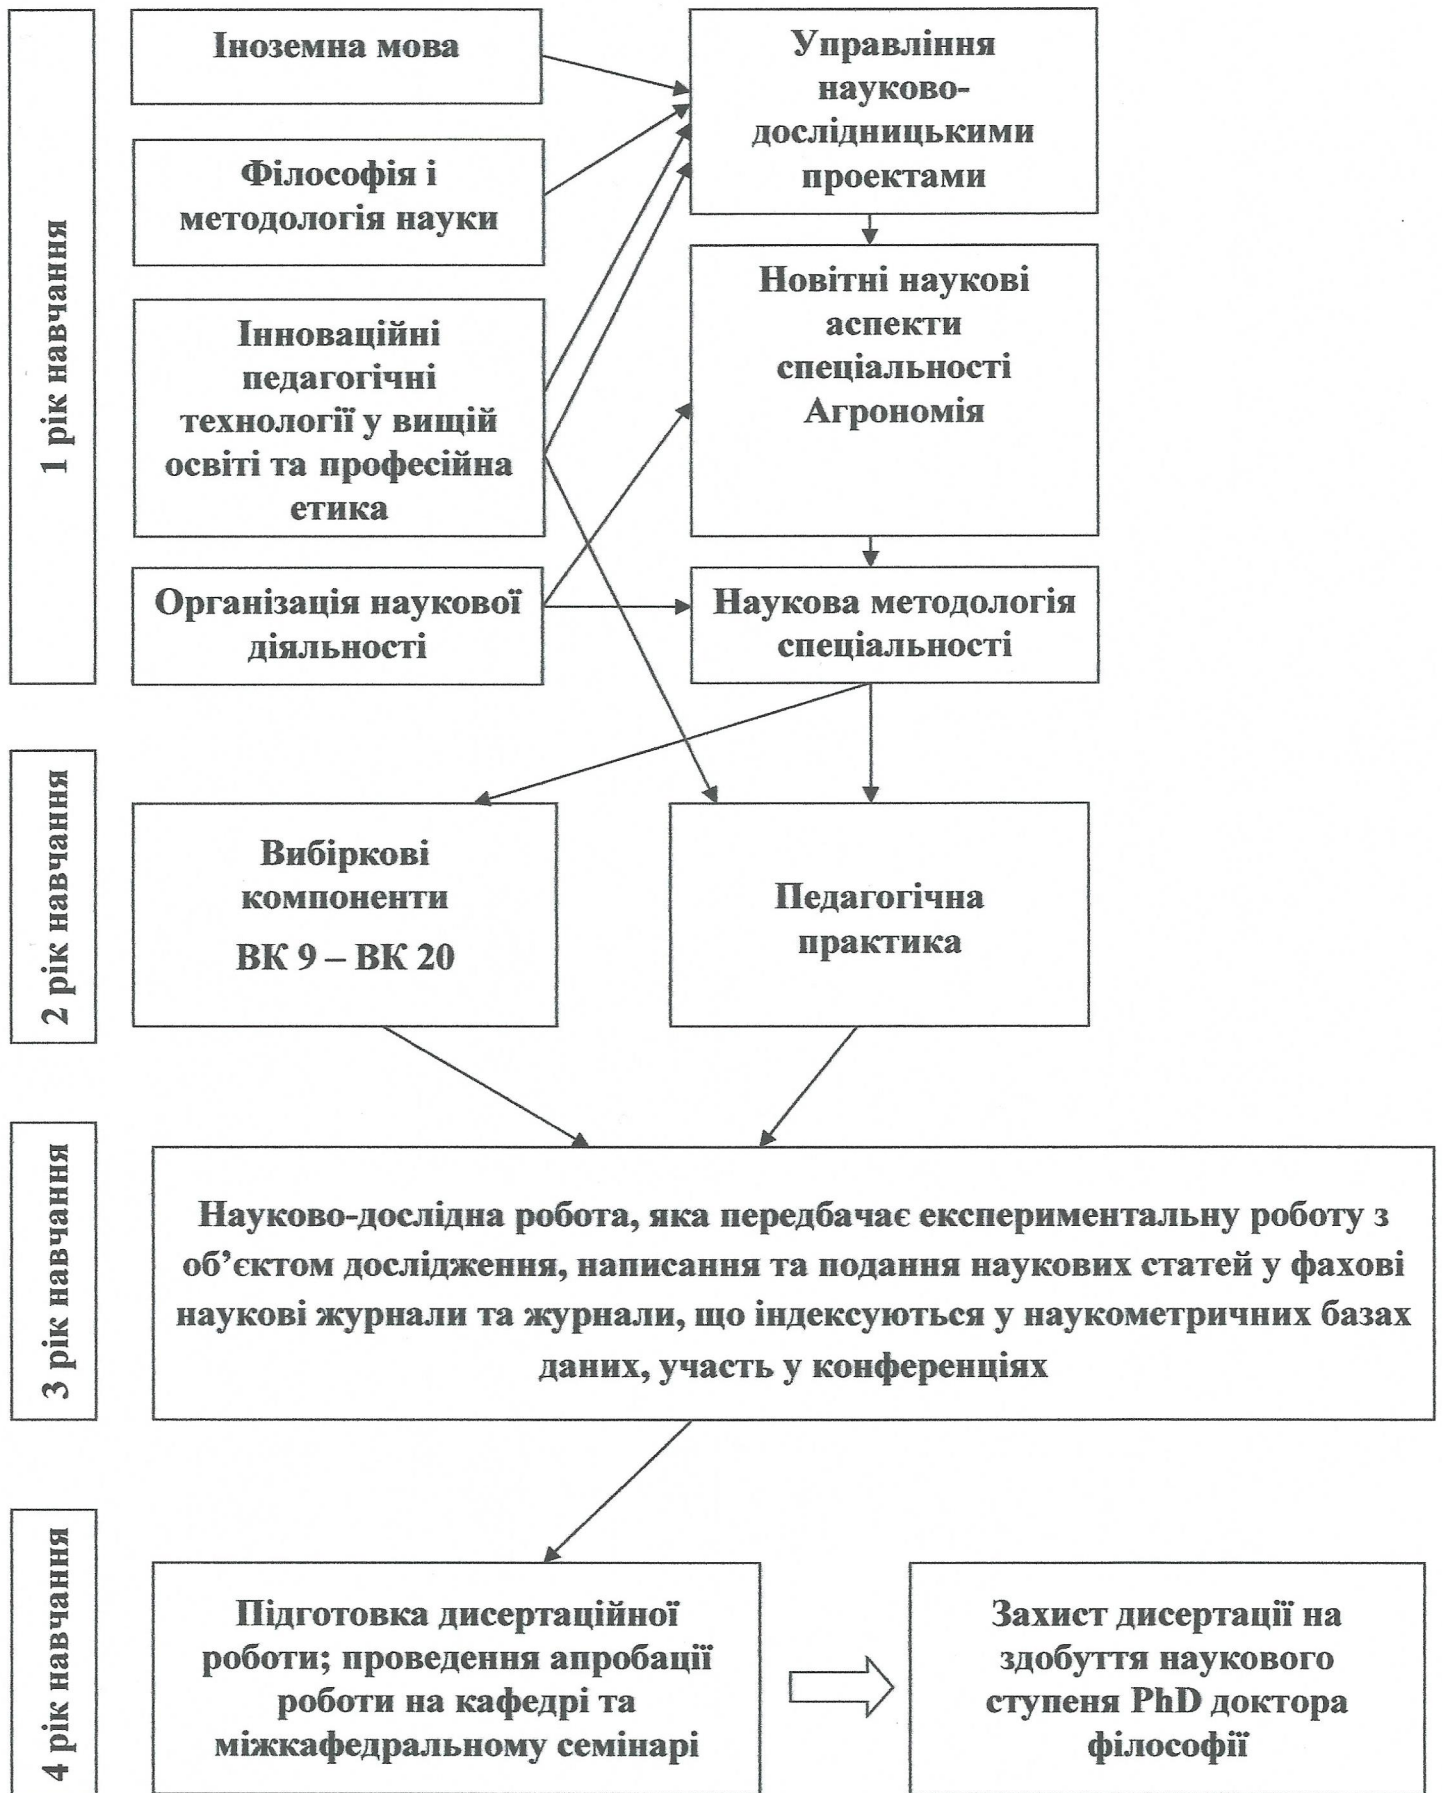 1 рік навчання
Іноземна мова
Філософія і
методологія науки
Інноваційні
педагогічні
технології у вищій
освіті та професійна
етика
Організація наукової
діяльності
Управління
науково-
дослідницькими
проектами
Новітні наукові
аспекти
спеціальності
Агрономія
Наукова методологія
спеціальності
2 рік навчання
Вибіркові
компоненти
ВК 9 – ВК 20
Педагогічна
практика
3 рік навчання
Науково-дослідна робота, яка передбачає експериментальну роботу з
об’єктом дослідження, написання та подання наукових статей у фахові
наукові журнали та журнали, що індексуються у наукометричних базах
даних, участь у конференціях
4 рік навчання
Підготовка дисертаційної
роботи; проведення апробації
роботи на кафедрі та
міжкафедральному семінарі
Захист дисертації на
здобуття наукового
ступеня PhD доктора
філософії